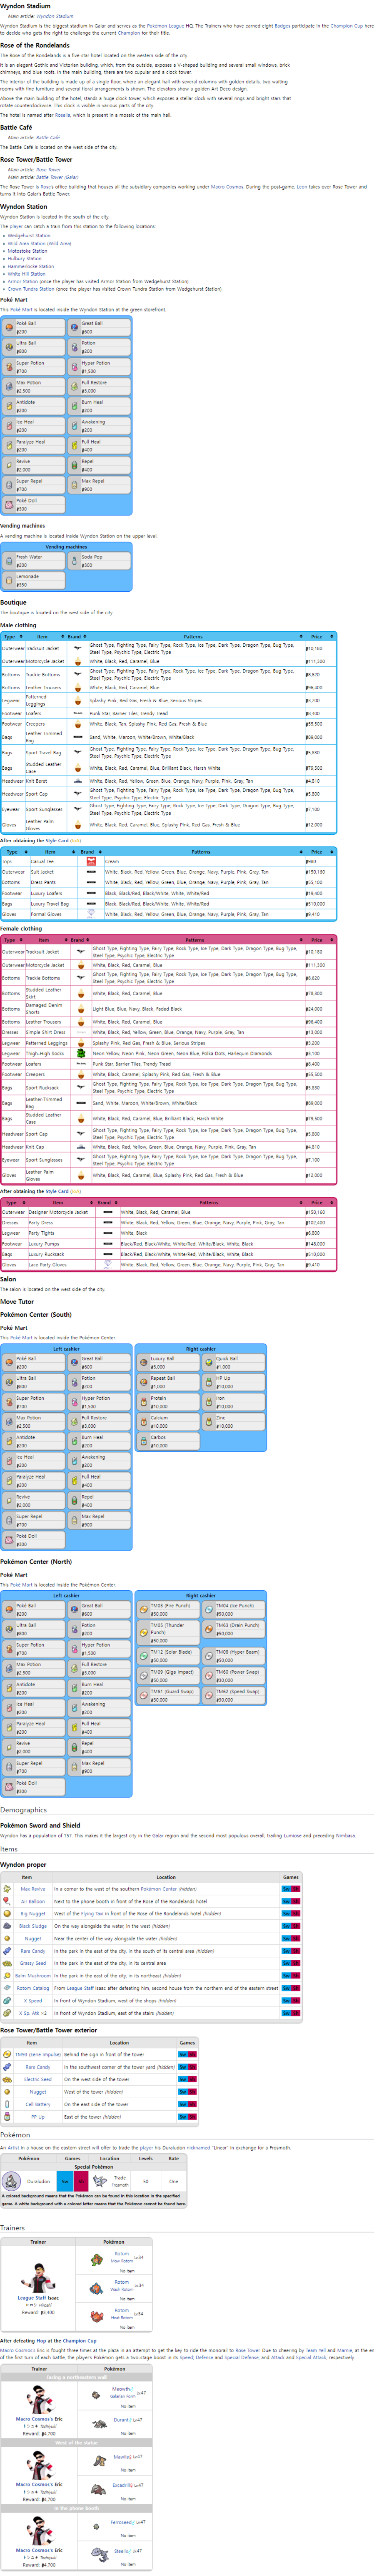 Wyndon Stadium
Main article: Wyndon Stadium
Wyndon Stadium is the biggest stadium in Galar and serves as the Pokémon League HQ. The Trainers who have earned eight Badges participate in the Champion Cup here
to decide who gets the right to challenge the current Champion for their title.
Rose of the Rondelands
The Rose of the Rondelands is a five-star hotel located on the western side of the city.
It is an elegant Gothic and Victorian building, which, from the outside, exposes a V-shaped building and several small windows, brick
chimneys, and blue roofs. In the main building, there are two cupular and a clock tower.
The interior of the building is made up of a single floor, where an elegant hall with several columns with golden details, two waiting
rooms with fine furniture and several floral arrangements is shown. The elevators show a golden Art Deco design.
Above the main building of the hotel, stands a huge clock tower, which exposes a steller clock with several rings and bright stars that
rotate counterclockwise. This clock is visible in various parts of the city.
The hotel is named after Roselia, which is present in a mosaic of the main hall.
Battle Café
Main article: Battle Café
The Battle Café is located on the west side of the city.
Rose Tower/Battle Tower
Main article: Rose Tower
Main article: Battle Tower (Galar)
The Rose Tower is Rose's office building that houses all the subsidiary companies working under Macro Cosmos. During the post-game, Leon takes over Rose Tower and
turns it into Galar's Battle Tower.
Wyndon Station
Wyndon Station is located in the south of the city.
The player can catch a train from this station to the following locations:
Wedgehurst Station
Wild Area Station (Wild Area)
Motostoke Station
Hulbury Station
Hammerlocke Station
White Hill Station
Armor Station (once the player has visited Armor Station from Wedgehurst Station)
Crown Tundra Station (once the player has visited Crown Tundra Station from Wedgehurst Station)
Poké Mart
This Poké Mart is located inside the Wyndon Station at the green storefront.
Poké Ball 200 Great Ball 600
Ultra Ball 800 Potion 200
Super Potion 700 Hyper Potion 1,500
Max Potion 2,500 Full Restore 3,000
Antidote 200 Burn Heal 200
Ice Heal 200 Awakening 200
Paralyze Heal 200 Full Heal 400
Revive 2,000 Repel 400
Super Repel 700 Max Repel 900
Poké Doll 300
Vending machines
A vending machine is located inside Wyndon Station on the upper level.
Vending machines
Fresh Water 200 Soda Pop 300
Lemonade 350
Boutique
The boutique is located on the west side of the city.
Male clothing
Type Item Brand Patterns Price
Outerwear Tracksuit Jacket Ghost Type, Fighting Type, Fairy Type, Rock Type, Ice Type, Dark Type, Dragon Type, Bug Type, Steel Type, Psychic Type, Electric Type 10,180
Outerwear Motorcycle Jacket White, Black, Red, Caramel, Blue 111,300
Bottoms Trackie Bottoms Ghost Type, Fighting Type, Fairy Type, Rock Type, Ice Type, Dark Type, Dragon Type, Bug Type, Steel Type, Psychic Type, Electric Type 8,620
Bottoms Leather Trousers White, Black, Red, Caramel, Blue 96,400
Legwear Patterned Leggings Splashy Pink, Red Gas, Fresh & Blue, Serious Stripes 3,200
Footwear Loafers Punk Star, Barrier Tiles, Trendy Tread 8,400
Footwear Creepers White, Black, Tan, Splashy Pink, Red Gas, Fresh & Blue 55,500
Bags Leather-Trimmed Bag Sand, White, Maroon, White/Brown, White/Black 89,000
Bags Sport Travel Bag Ghost Type, Fighting Type, Fairy Type, Rock Type, Ice Type, Dark Type, Dragon Type, Bug Type, Steel Type, Psychic Type, Electric Type 9,830
Bags Studded Leather Case White, Black, Red, Caramel, Blue, Brilliant Black, Harsh White 79,500
Headwear Knit Beret White, Black, Red, Yellow, Green, Blue, Orange, Navy, Purple, Pink, Gray, Tan 4,810
Headwear Sport Cap Ghost Type, Fighting Type, Fairy Type, Rock Type, Ice Type, Dark Type, Dragon Type, Bug Type, Steel Type, Psychic Type, Electric Type 5,800
Eyewear Sport Sunglasses Ghost Type, Fighting Type, Fairy Type, Rock Type, Ice Type, Dark Type, Dragon Type, Bug Type, Steel Type, Psychic Type, Electric Type 7,100
Gloves Leather Palm Gloves White, Black, Red, Caramel, Blue, Splashy Pink, Red Gas, Fresh & Blue 12,000
After obtaining the Style Card
Type Item Brand Patterns Price
Tops Casual Tee Cream 980
Outerwear Suit Jacket White, Black, Red, Yellow, Green, Blue, Orange, Navy, Purple, Pink, Gray, Tan 150,160
Bottoms Dress Pants White, Black, Red, Yellow, Green, Blue, Orange, Navy, Purple, Pink, Gray, Tan 65,100
Footwear Luxury Loafers Black, Black/Red, Black/White, White, White/Red 19,400
Bags Luxury Travel Bag Black, Black/Red, Black/White, White/Red, White/Black, White 510,000
Gloves Formal Gloves White, Black, Red, Yellow, Green, Blue, Orange, Navy, Purple, Pink, Gray, Tan 9,410
Female clothing
Type Item Brand Patterns Price
Outerwear Tracksuit Jacket Ghost Type, Fighting Type, Fairy Type, Rock Type, Ice Type, Dark Type, Dragon Type, Bug Type, Steel Type, Psychic Type, Electric Type 10,180
Outerwear Motorcycle Jacket White, Black, Red, Caramel, Blue 111,300
Bottoms Trackie Bottoms Ghost Type, Fighting Type, Fairy Type, Rock Type, Ice Type, Dark Type, Dragon Type, Bug Type, Steel Type, Psychic Type, Electric Type 8,620
Bottoms Studded Leather Skirt White, Black, Red, Caramel, Blue 78,300
Bottoms Damaged Denim Shorts Light Blue, Blue, Navy, Black, Faded Black 24,000
Bottoms Leather Trousers White, Black, Red, Caramel, Blue 96,400
Dresses Simple Shirt Dress White, Black, Red, Yellow, Green, Blue, Orange, Navy, Purple, Pink, Gray, Tan 13,000
Legwear Patterned Leggings Splashy Pink, Red Gas, Fresh & Blue, Serious Stripes 3,200
Legwear Thigh-High Socks Neon Yellow, Neon Pink, Neon Green, Neon Blue, Polka Dots, Harlequin Diamonds 3,100
Footwear Loafers Punk Star, Barrier Tiles, Trendy Tread 8,400
Footwear Creepers White, Black, Caramel, Splashy Pink, Red Gas, Fresh & Blue 55,500
Bags Sport Rucksack Ghost Type, Fighting Type, Fairy Type, Rock Type, Ice Type, Dark Type, Dragon Type, Bug Type, Steel Type, Psychic Type, Electric Type 9,830
Bags Leather-Trimmed Bag Sand, White, Maroon, White/Brown, White/Black 89,000
Bags Studded Leather Case White, Black, Red, Caramel, Blue, Brilliant Black, Harsh White 79,500
Headwear Sport Cap Ghost Type, Fighting Type, Fairy Type, Rock Type, Ice Type, Dark Type, Dragon Type, Bug Type, Steel Type, Psychic Type, Electric Type 5,800
Headwear Knit Cap White, Black, Red, Yellow, Green, Blue, Orange, Navy, Purple, Pink, Gray, Tan
Eyewear Sport Sunglasses Ghost Type, Fighting Type, Fairy Type, Rock Type, Ice Type, Dark Type, Dragon Type, Bug Type, Steel Type, Psychic Type, Electric Type 7,100
Gloves Leather Palm Gloves White, Black, Red, Caramel, Blue, Splashy Pink, Red Gas, Fresh & Blue 12,000
After obtaining the Style Card
Type Item Brand Patterns Price
Outerwear Designer Motorcycle Jacket White, Black, Red, Caramel, Blue 150,160
Dresses Party Dress White, Black, Red, Yellow, Green, Blue, Orange, Navy, Purple, Pink, Gray, Tan 102,400
Legwear Party Tights White, Black 6,800
Footwear Luxury Pumps Black/Red, Black/White, White/Red, White/Black, White, Black 148,000
Bags Luxury Rucksack Black/Red, Black/White, White/Red, White/Black, White, Black 510,000
Gloves Lace Party Gloves White, Black, Red, Yellow, Green, Blue, Orange, Navy, Purple, Pink, Gray, Tan 9,410
Salon
The salon is located on the west side of the city.
Move Tutor
Pokémon Center (South)
Poké Mart
This Poké Mart is located inside the Pokémon Center.
Left cashier
Poké Ball 200 Great Ball 600
Ultra Ball 800 Potion 200
Super Potion 700 Hyper Potion 1,500
Max Potion 2,500 Full Restore 3,000
Antidote 200 Burn Heal 200
Ice Heal 200 Awakening 200
Paralyze Heal 200 Full Heal 400
Revive 2,000 Repel 400
Super Repel 700 Max Repel 900
Poké Doll 300
Right cashier
Luxury Ball 3,000 Quick Ball 1,000
Repeat Ball 1,000 HP Up 10,000
Protein 10,000 Iron 10,000
Calcium 10,000 Zinc 10,000
Carbos 10,000
Pokémon Center (North)
Poké Mart
This Poké Mart is located inside the Pokémon Center.
Left cashier
Poké Ball 200 Great Ball 600
Ultra Ball 800 Potion 200
Super Potion 700 Hyper Potion 1,500
Max Potion 2,500 Full Restore 3,000
Antidote 200 Burn Heal 200
Ice Heal 200 Awakening 200
Paralyze Heal 200 Full Heal 400
Revive 2,000 Repel 400
Super Repel 700 Max Repel 900
Poké Doll 300
Right cashier
TM03 (Fire Punch) 50,000 TM04 (Ice Punch) 50,000
TM05 (Thunder Punch) 50,000 TM63 (Drain Punch) 50,000
TM12 (Solar Blade) 50,000 TM08 (Hyper Beam) 50,000
TM09 (Giga Impact) 50,000 TM60 (Power Swap) 30,000
TM61 (Guard Swap) 30,000 TM62 (Speed Swap) 30,000
Demographics
Pokémon Sword and Shield
Wyndon has a population of 157. This makes it the largest city in the Galar region and the second most populous overall, trailing Lumiose and preceding Nimbasa.
Items
Wyndon proper
Item Location Games
Max Revive In a corner to the west of the southern Pokémon Center (hidden) Sw Sh
Air Balloon Next to the phone booth in front of the Rose of the Rondelands hotel Sw Sh
Big Nugget West of the Flying Taxi in front of the Rose of the Rondelands hotel (hidden) Sw Sh
Black Sludge On the way alongside the water, in the west (hidden) Sw Sh
Nugget Near the center of the way alongside the water (hidden) Sw Sh
Rare Candy In the park in the east of the city, in the south of its central area (hidden) Sw Sh
Grassy Seed In the park in the east of the city, in its central area Sw Sh
Balm Mushroom In the park in the east of the city, in its northeast (hidden) Sw Sh
Rotom Catalog From League Staff Isaac after defeating him, second house from the northern end of the eastern street Sw Sh
X Speed In front of Wyndon Stadium, west of the shops (hidden) Sw Sh
X Sp. Atk ×2 In front of Wyndon Stadium, east of the stairs (hidden) Sw Sh
Rose Tower/Battle Tower exterior
Item Location Games
TM93 (Eerie Impulse) Behind the sign in front of the tower Sw Sh
Rare Candy In the southwest corner of the tower yard (hidden) Sw Sh
Electric Seed On the west side of the tower Sw Sh
Nugget West of the tower (hidden) Sw Sh
Cell Battery On the east side of the tower Sw Sh
PP Up East of the tower (hidden) Sw Sh
Pokémon
An Artist in a house on the eastern street will offer to trade the player his Duraludon nicknamed "Linear" in exchange for a Frosmoth.
Pokémon Games Location Levels Rate
Special Pokémon
Duraludon Sw Sh Trade Frosmoth 50 One
A colored background means that the Pokémon can be found in this location in the specified
game. A white background with a colored letter means that the Pokémon cannot be found here.
Trainers
Trainer Pokémon
League Staff Isaac
Reward: 3,400
Rotom Mow Rotom Lv.34 No item
Rotom Wash Rotom Lv.34 No item
Rotom Heat Rotom Lv.34 No item
After defeating Hop at the Champion Cup
Macro Cosmos's Eric is fought three times at the plaza in an attempt to get the key to ride the monorail to Rose Tower. Due to cheering by Team Yell and Marnie, at the end
of the first turn of each battle, the player's Pokémon gets a two-stage boost in its Speed; Defense and Special Defense; and Attack and Special Attack, respectively.
Trainer Pokémon
Facing a northeastern wall
Macro Cosmos's Eric
Reward: 4,700
Meowth♂ Galarian Form Lv.47 No item
Durant♂ Lv.47 No item
West of the statue
Macro Cosmos's Eric
Reward: 4,700
Mawile Lv.47 No item
Excadrill Lv.47 No item
In the phone booth
Macro Cosmos's Eric
Reward: 4,700
Ferroseed Lv.47 No item
Steelix Lv.47 No item